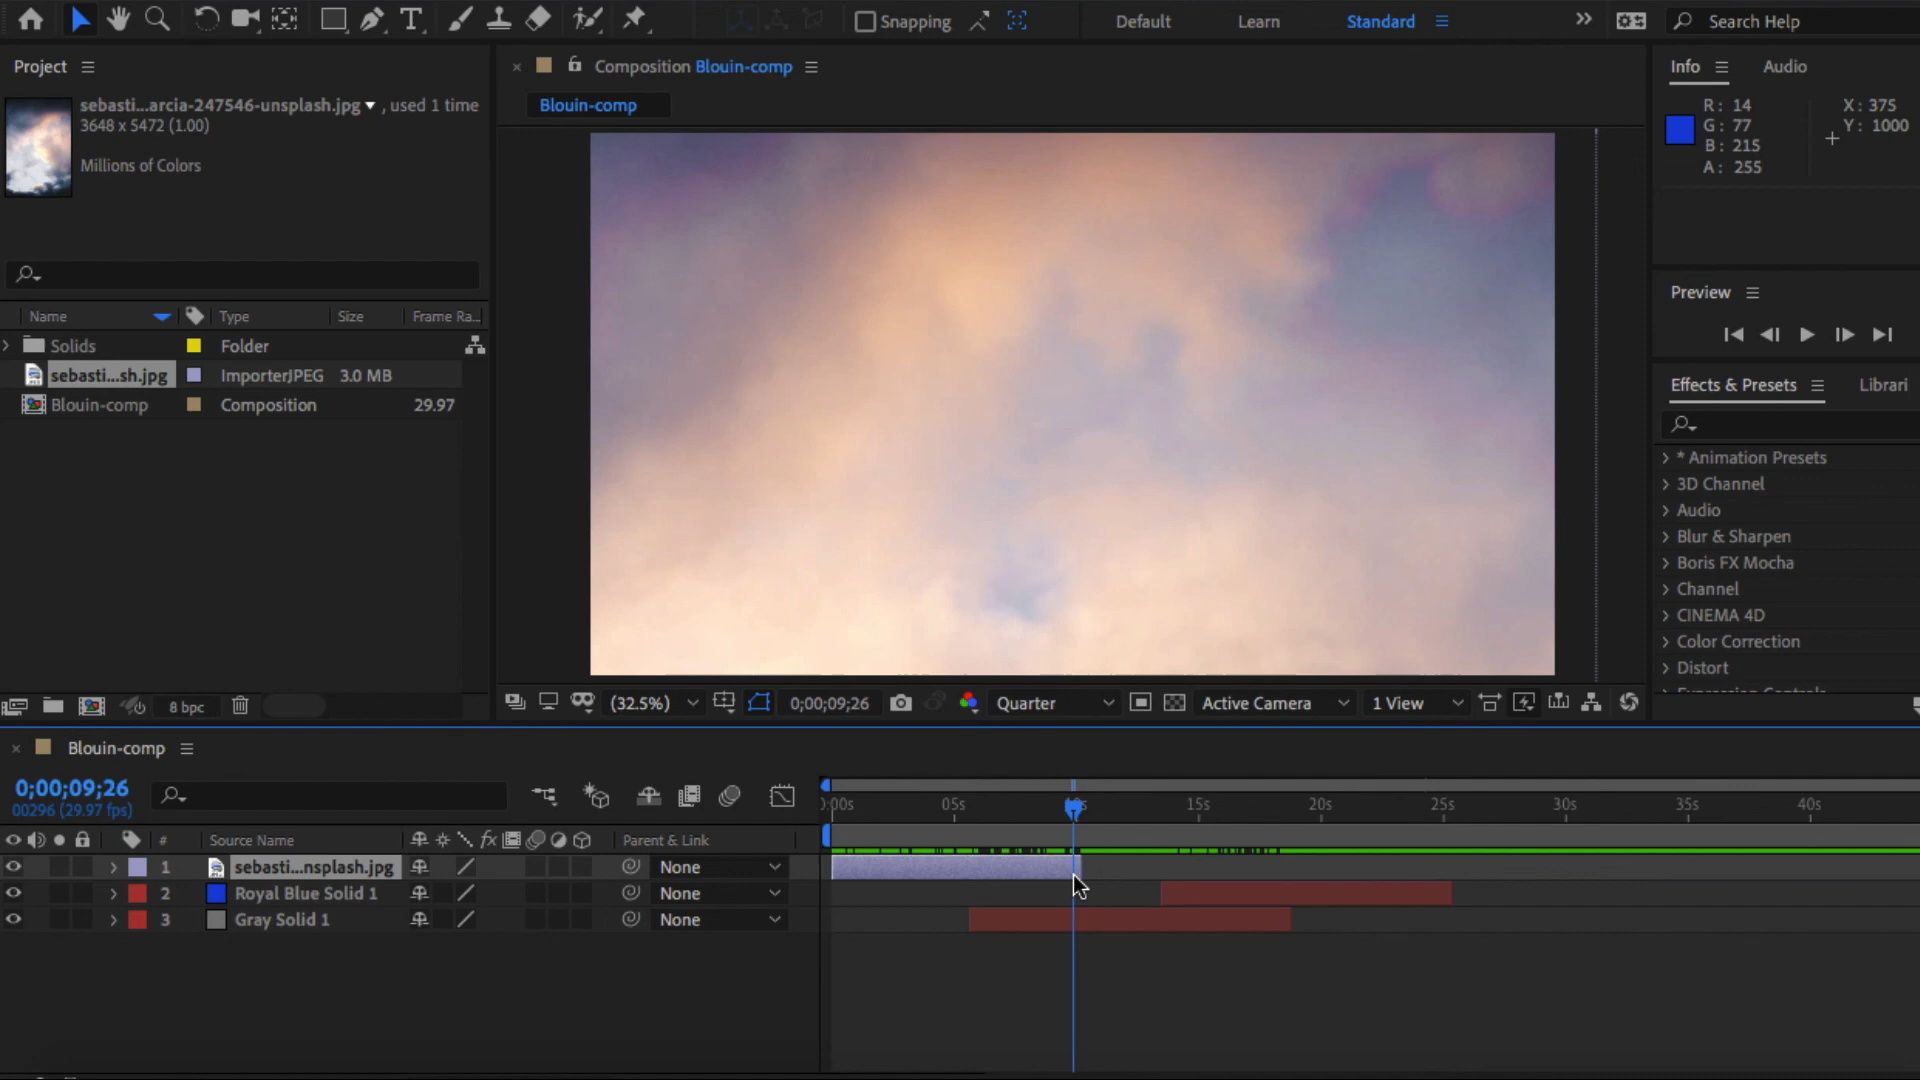 Snapping
Default
Learn
Standard
Search Help
Project
sebasti...arcia-247546-unsplash.jpg , used 1 time
3648 x 5472 (1.00)
Millions of Colors
Name Type Size Frame Ra...
Solids Folder
sebasti...sh.jpg ImporterJPEG 3.0 MB
Blouin-comp Composition 29.97
8 bpc
Composition Blouin-comp
Blouin-comp
(32.5%) 0;00;09;26 Quarter Active Camera 1 View
Info Audio
R: 14 X: 375
G: 77 Y: 1000
B: 215
A: 255
Preview
Effects & Presets Librari
* Animation Presets
3D Channel
Audio
Blur & Sharpen
Boris FX Mocha
Channel
CINEMA 4D
Color Correction
Distort
Blouin-comp
0;00;09;26
00296 (29.97 fps)
:00s 05s 15s 20s 25s 30s 35s 40s
# Source Name fx Parent & Link
1 sebasti...nsplash.jpg None
2 Royal Blue Solid 1 None
3 Gray Solid 1 None